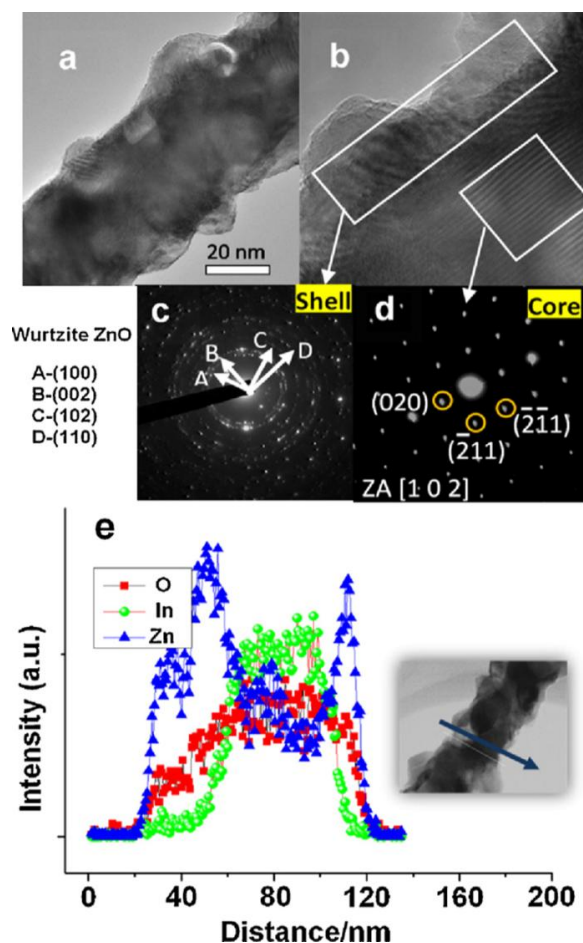 a
b
20 nm
Shell
Core
Wurtzite ZnO
A-(100)
B-(002)
C-(102)
D-(110)
c
A
B
C
D
d
(020)
(2̅11)
(2̅1̅1)
ZA [1 0 2]
e
O
In
Zn
Intensity (a.u.)
0 40 80 120 160 200
Distance/nm